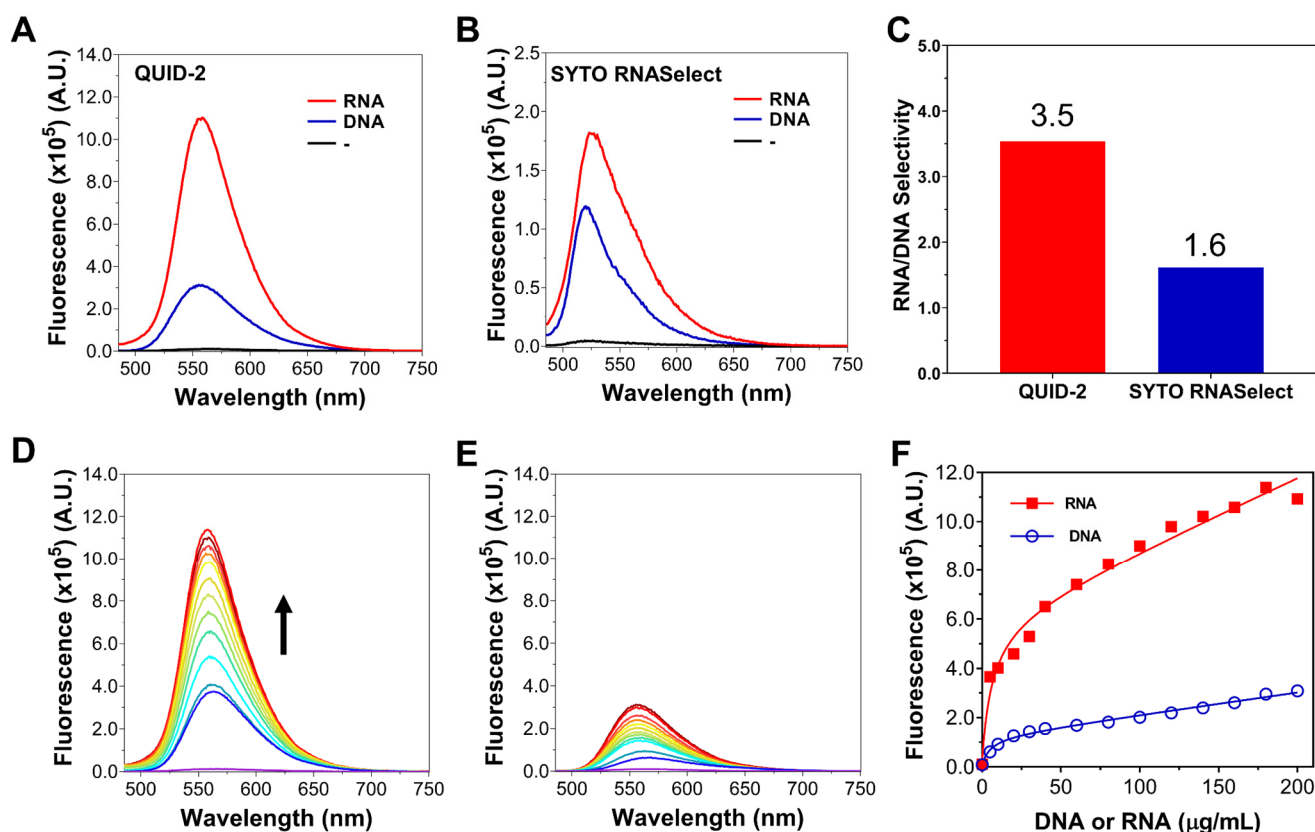 A
Fluorescence (x10⁵) (A.U.)
14.0
12.0
10.0
8.0
6.0
4.0
2.0
0.0
QUID-2
RNA
DNA
-
500 550 600 650 700 750
Wavelength (nm)
B
Fluorescence (x10⁵) (A.U.)
2.5
2.0
1.5
1.0
0.5
0.0
SYTO RNASelect
RNA
DNA
-
500 550 600 650 700 750
Wavelength (nm)
C
RNA/DNA Selectivity
5.0
4.0
3.0
2.0
1.0
0.0
3.5
1.6
QUID-2 SYTO RNASelect
D
Fluorescence (x10⁵) (A.U.)
14.0
12.0
10.0
8.0
6.0
4.0
2.0
0.0
500 550 600 650 700 750
Wavelength (nm)
E
Fluorescence (x10⁵) (A.U.)
14.0
12.0
10.0
8.0
6.0
4.0
2.0
0.0
500 550 600 650 700 750
Wavelength (nm)
F
Fluorescence (x10⁵) (A.U.)
12.0
10.0
8.0
6.0
4.0
2.0
0.0
RNA
DNA
0 25 50 75 100 125 150 175 200
DNA or RNA (μg/mL)